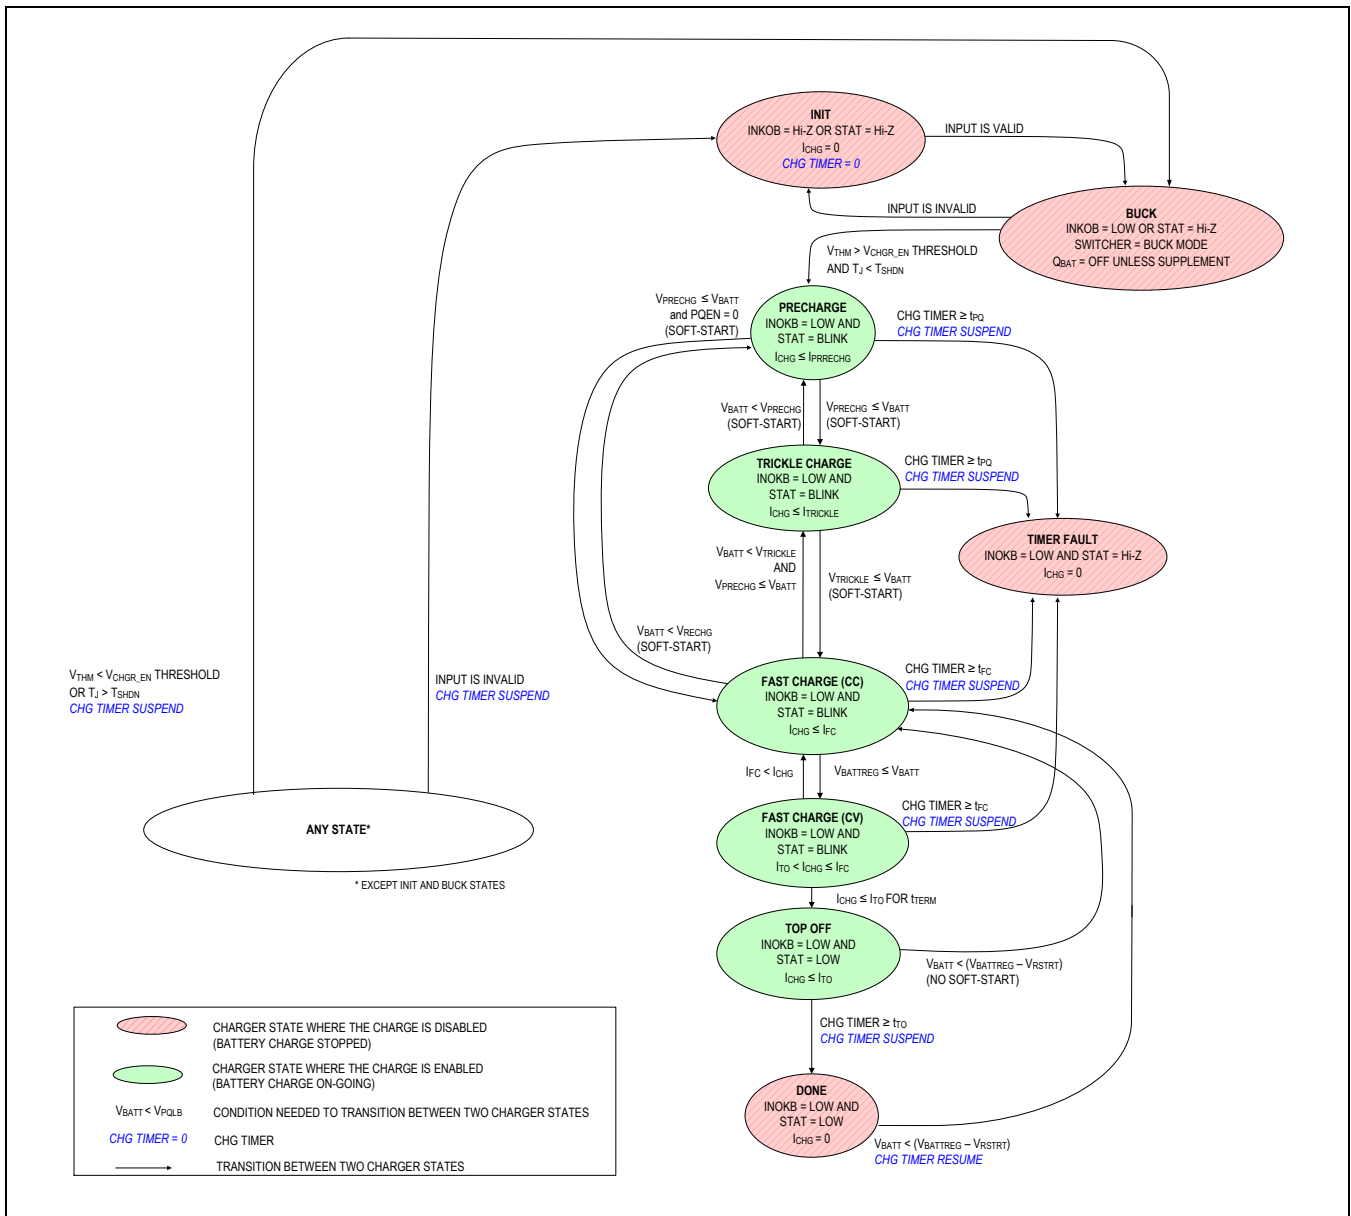 INIT
INKOB = Hi-Z OR STAT = Hi-Z
ICHG = 0
CHG TIMER = 0
INPUT IS VALID
INPUT IS INVALID
BUCK
INKOB = LOW OR STAT = Hi-Z
SWITCHER = BUCK MODE
QBAT = OFF UNLESS SUPPLEMENT
VTHM > VCHGR_EN THRESHOLD
AND TJ < TSHDN
VPRECHG ≤ VBATT
and PQEN = 0
(SOFT-START)
PRECHARGE
INOKB = LOW AND
STAT = BLINK
ICHG ≤ IPRRECHG
CHG TIMER ≥ tPQ
CHG TIMER SUSPEND
VBATT < VPRECHG
(SOFT-START)
VPRECHG ≤ VBATT
(SOFT-START)
TRICKLE CHARGE
INOKB = LOW AND
STAT = BLINK
ICHG ≤ ITRICKLE
CHG TIMER ≥ tPQ
CHG TIMER SUSPEND
TIMER FAULT
INOKB = LOW AND STAT = Hi-Z
ICHG = 0
VBATT < VTRICKLE
AND
VPRECHG ≤ VBATT
VTRICKLE ≤ VBATT
(SOFT-START)
VBATT < VRECHG
(SOFT-START)
VTHM < VCHGR_EN THRESHOLD
OR TJ > TSHDN
CHG TIMER SUSPEND
INPUT IS INVALID
CHG TIMER SUSPEND
FAST CHARGE (CC)
INOKB = LOW AND
STAT = BLINK
ICHG ≤ IFC
CHG TIMER ≥ tFC
CHG TIMER SUSPEND
IFC < ICHG
VBATTREG ≤ VBATT
ANY STATE*
* EXCEPT INIT AND BUCK STATES
FAST CHARGE (CV)
INOKB = LOW AND
STAT = BLINK
ITO < ICHG ≤ IFC
CHG TIMER ≥ tFC
CHG TIMER SUSPEND
ICHG ≤ ITO FOR tTERM
TOP OFF
INOKB = LOW AND
STAT = LOW
ICHG ≤ ITO
VBATT < (VBATTREG – VRSTRT)
(NO SOFT-START)
CHG TIMER ≥ tTO
CHG TIMER SUSPEND
DONE
INOKB = LOW AND
STAT = LOW
ICHG = 0
VBATT < (VBATTREG – VRSTRT)
CHG TIMER RESUME
CHARGER STATE WHERE THE CHARGE IS DISABLED
(BATTERY CHARGE STOPPED)
CHARGER STATE WHERE THE CHARGE IS ENABLED
(BATTERY CHARGE ON-GOING)
VBATT < VPQLB CONDITION NEEDED TO TRANSITION BETWEEN TWO CHARGER STATES
CHG TIMER = 0 CHG TIMER
TRANSITION BETWEEN TWO CHARGER STATES